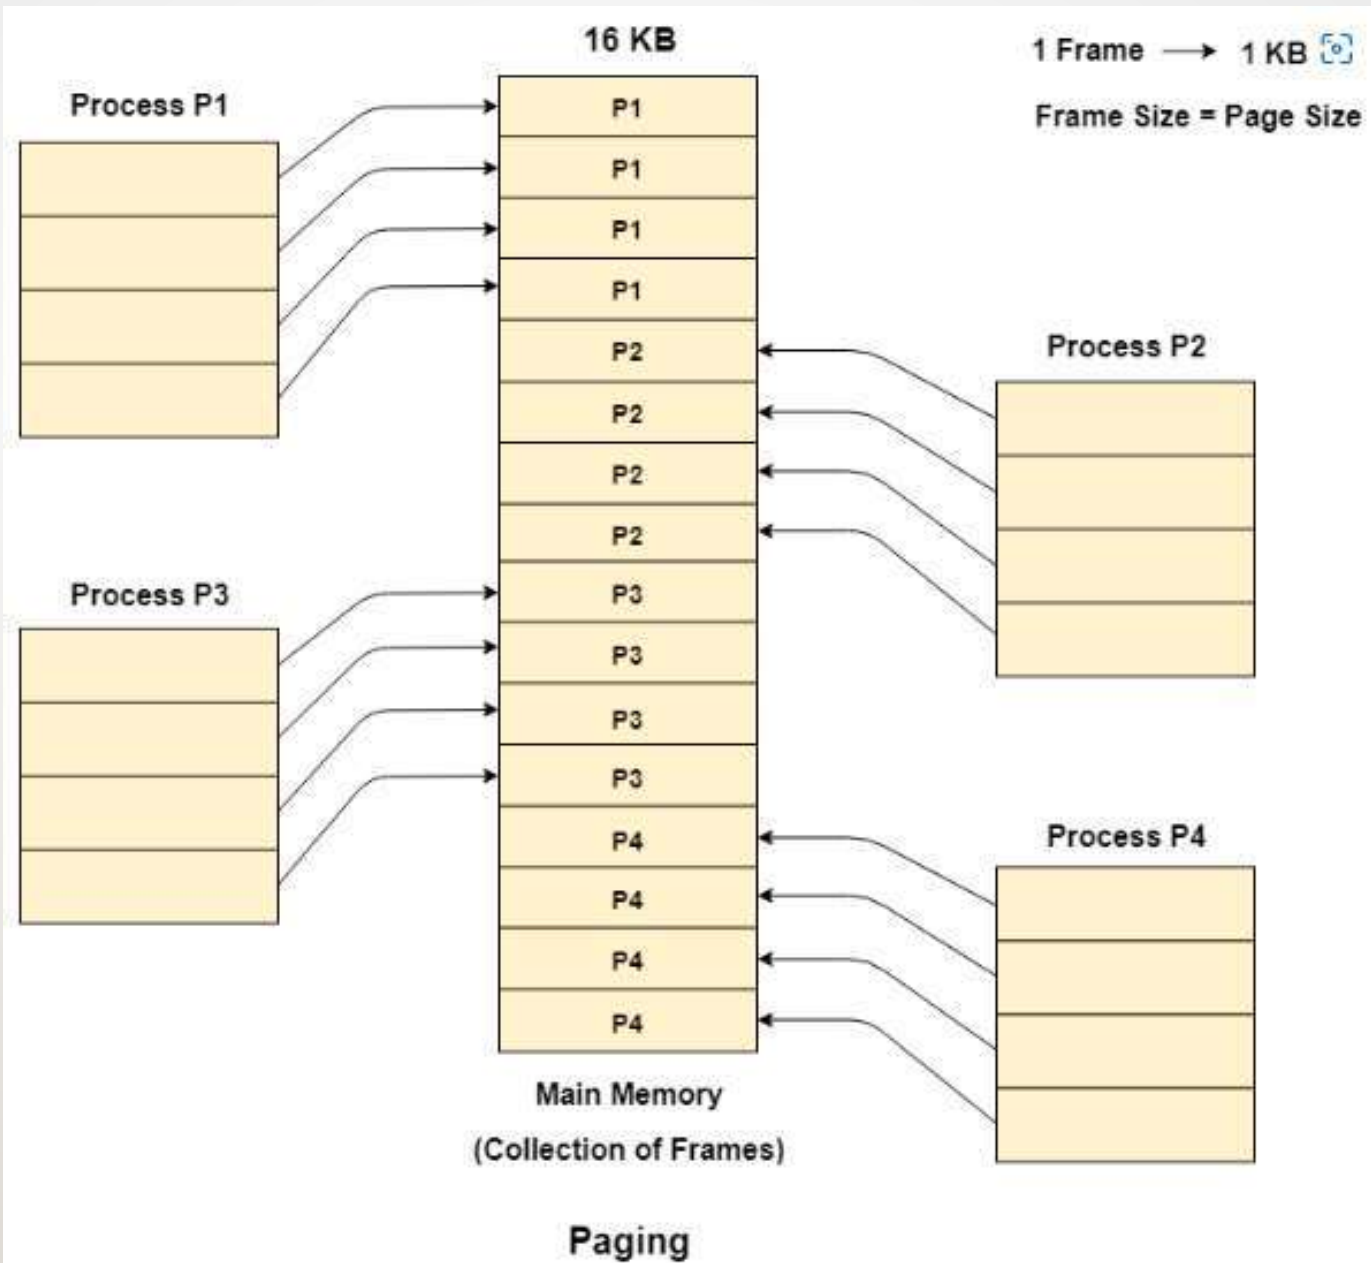 16 KB
1 Frame → 1 KB
Frame Size = Page Size
Process P1
P1
P1
P1
P1
P2
P2
P2
P2
P3
P3
P3
P3
P4
P4
P4
P4
Process P2
Process P3
Process P4
Main Memory
(Collection of Frames)
Paging